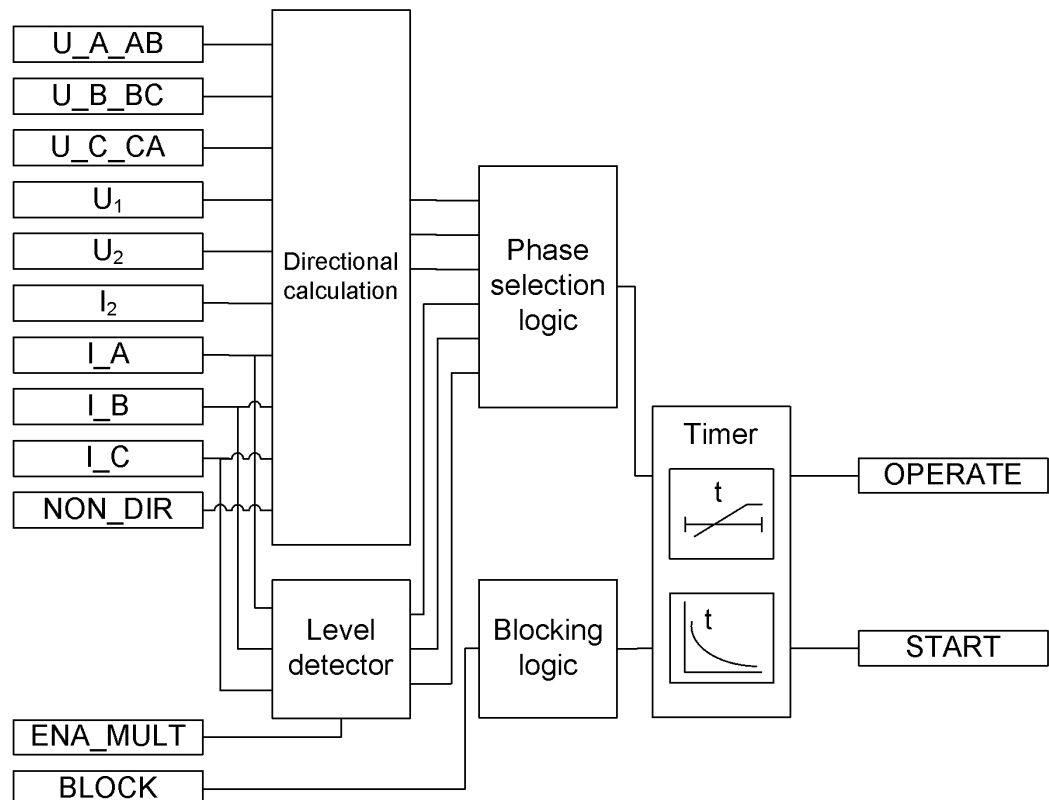 U_A_AB
U_B_BC
U_C_CA
U₁
U₂
I₂
I_A
I_B
I_C
NON_DIR
ENA_MULT
BLOCK
Directional
calculation
Level
detector
Phase
selection
logic
Blocking
logic
Timer
t
t
OPERATE
START